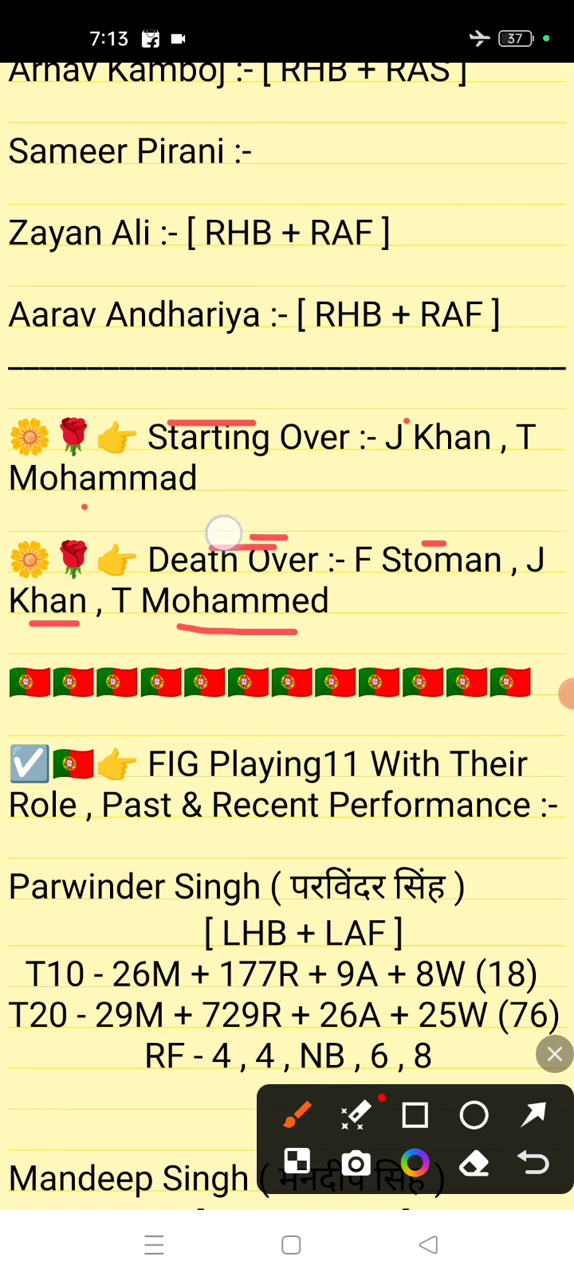 7:13
37
Arnav Kamboj :- [ RHB + RAS ]
Sameer Pirani :-
Zayan Ali :- [ RHB + RAF ]
Aarav Andhariya :- [ RHB + RAF ]
🌼🌹👉 Starting Over :- J Khan , T
Mohammad
🌼🌹👉 Death Over :- F Stoman , J
Khan , T Mohammed
🇵🇹🇵🇹🇵🇹🇵🇹🇵🇹🇵🇹🇵🇹🇵🇹🇵🇹🇵🇹🇵🇹🇵🇹
☑️🇵🇹👉 FIG Playing11 With Their
Role , Past & Recent Performance :-
Parwinder Singh ( परविंदर सिंह )
[ LHB + LAF ]
T10 - 26M + 177R + 9A + 8W (18)
T20 - 29M + 729R + 26A + 25W (76)
RF - 4 , 4 , NB , 6 , 8
Mandeep Singh ( मनदीप सिंह )